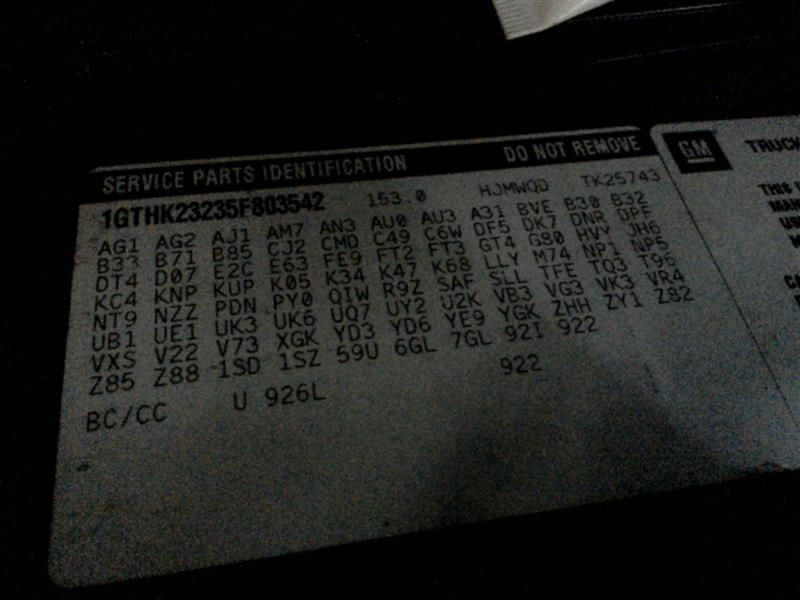 SERVICE PARTS IDENTIFICATION DO NOT REMOVE
1GTHK23235F803542 153.0 HJMWQD TK25743
AG1 AG2 AJ1 AM7 AN3 AU0 AU3 A31 BVE B30 B32
B33 B71 B85 CJ2 CMD C49 C6W DF5 DK7 DNR DPF
DT4 D07 E2C E63 FE9 FT2 FT3 GT4 G80 HVY JH6
KC4 KNP KUP K05 K34 K47 K68 LLY M74 NP1 NP5
NT9 NZZ PDN PY0 QIW R9Z SAF SLL TFE TQ3 T96
UB1 UE1 UK3 UK6 UQ7 UY2 U2K VB3 VG3 VK3 VR4
VXS V22 V73 XGK YD3 YD6 YE9 YGK ZHH ZY1 Z82
Z85 Z88 1SD 1SZ 59U 6GL 7GL 92I 922
BC/CC U 926L 922
GM TRUCK
THIS